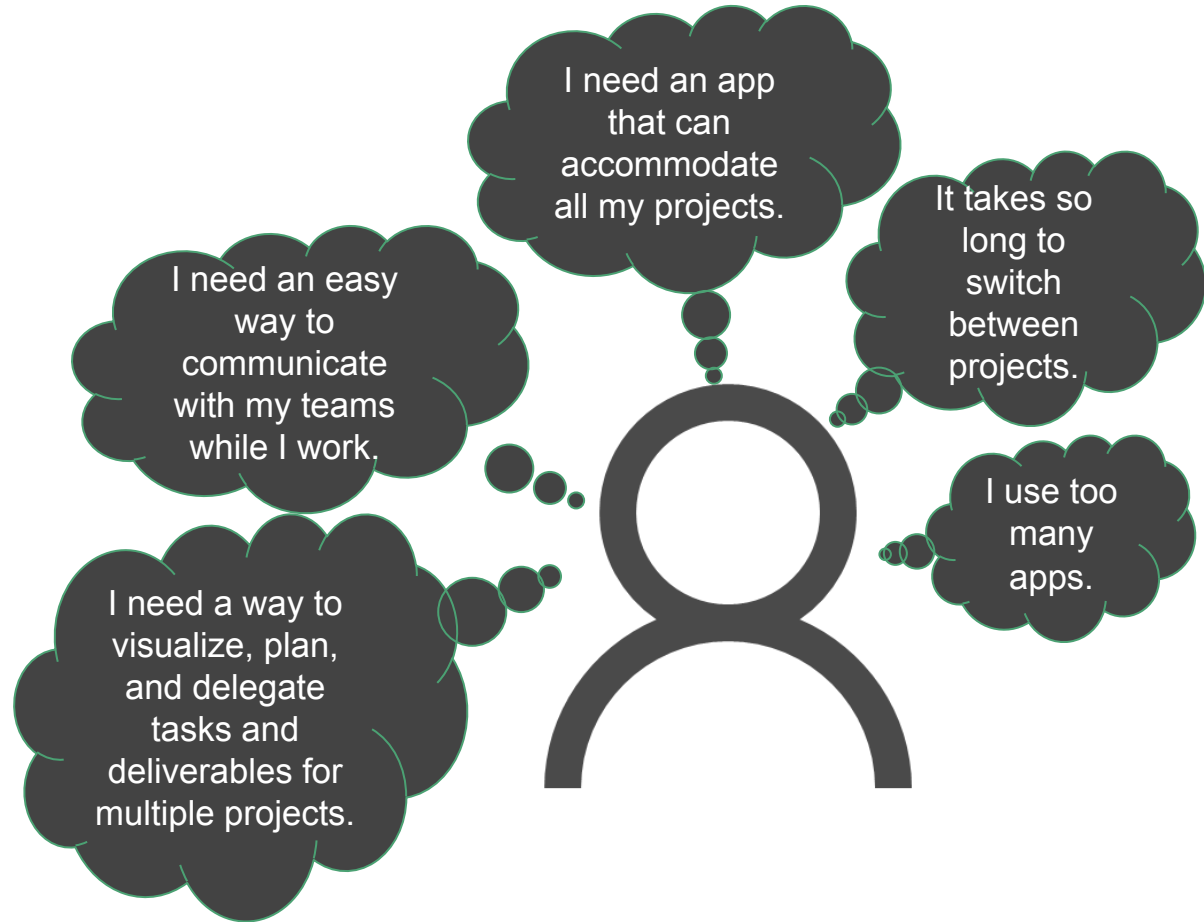 I need an app
that can
accommodate
all my projects.
It takes so
long to
switch
between
projects.
I need an easy
way to
communicate
with my teams
while I work.
I use too
many
apps.
I need a way to
visualize, plan,
and delegate
tasks and
deliverables for
multiple projects.